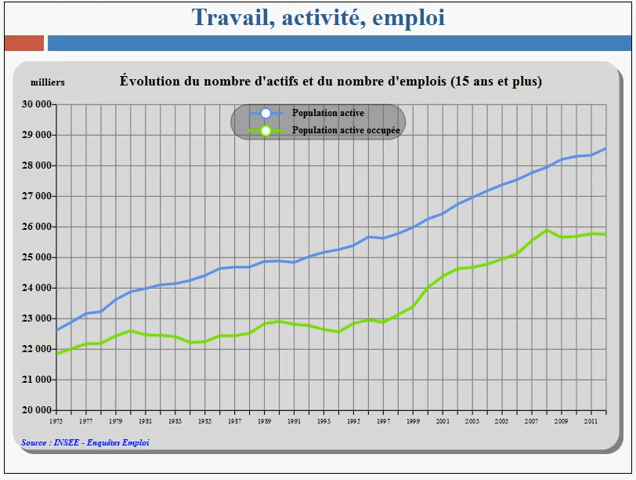 Travail, activité, emploi
milliers
Évolution du nombre d'actifs et du nombre d'emplois (15 ans et plus)
Population active
Population active occupée
30 000
29 000
28 000
27 000
26 000
25 000
24 000
23 000
22 000
21 000
20 000
1975 1977 1979 1981 1983 1985 1987 1989 1991 1993 1995 1997 1999 2001 2003 2005 2007 2009 2011
Source : INSEE - Enquêtes Emploi